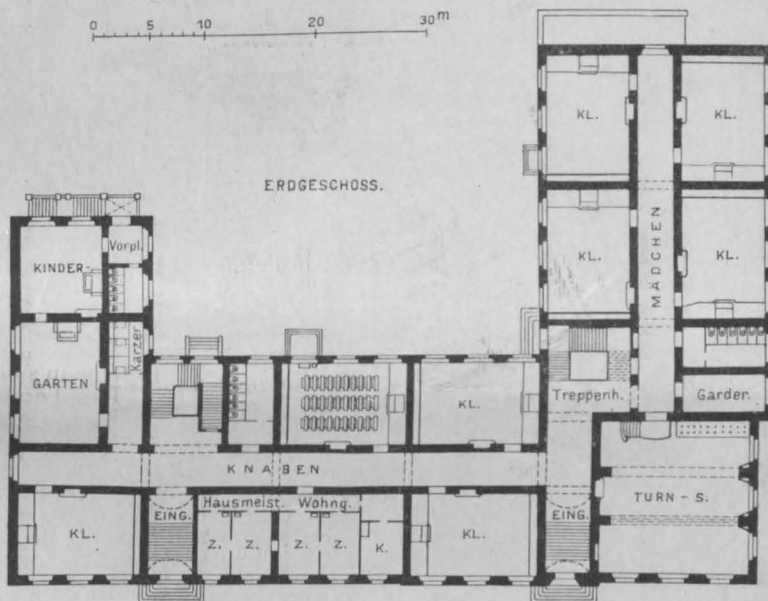 0 5 10 20 30 m
ERDGESCHOSS.
KL. KL.
KL. KL.
MÄDCHEN
Vorpl.
KINDER-
GARTEN
Karzer
KL.
Treppenh. Garder.
KNABEN
TURN-S.
Hausmeist. Wohng.
KL. EING. Z. Z. Z. Z. K. KL. EING.